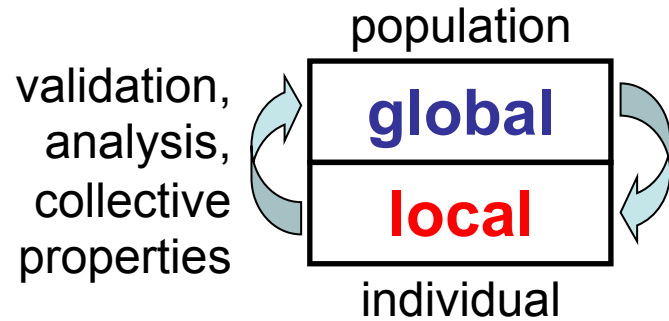 population
validation,
analysis,
collective
properties
global
local
individual